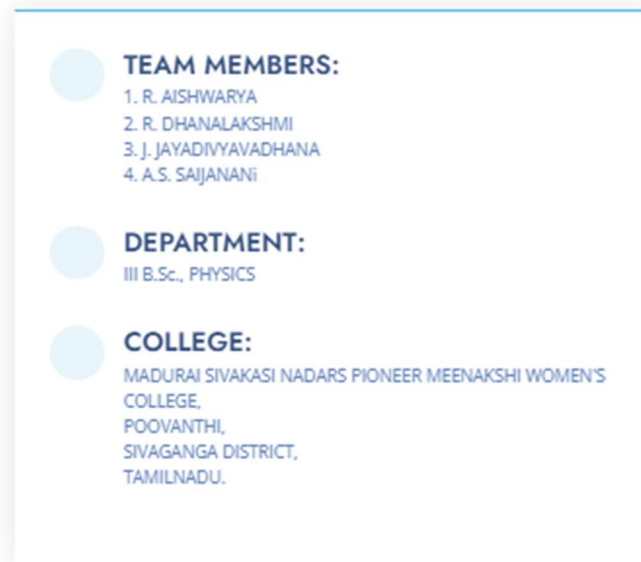 TEAM MEMBERS:
1. R. AISHWARYA
2. R. DHANALAKSHMI
3. J. JAYADIVYAVADHANA
4. A.S. SAIJANANi
DEPARTMENT:
III B.Sc., PHYSICS
COLLEGE:
MADURAI SIVAKASI NADARS PIONEER MEENAKSHI WOMEN'S
COLLEGE,
POOVANTHI,
SIVAGANGA DISTRICT,
TAMILNADU.